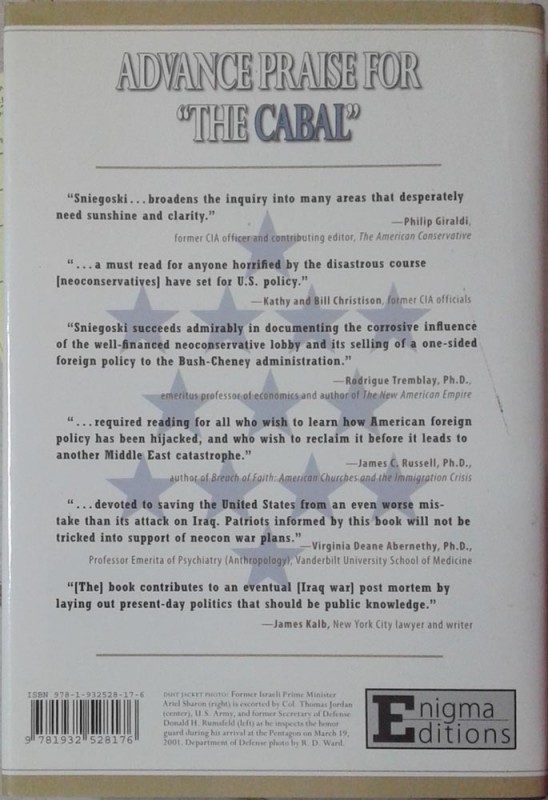 ADVANCE PRAISE FOR
“THE CABAL”
“Sniegoski...broadens the inquiry into many areas that desperately
need sunshine and clarity.”
—Philip Giraldi,
former CIA officer and contributing editor, The American Conservative
“...a must read for anyone horrified by the disastrous course
[neoconservatives] have set for U.S. policy.”
—Kathy and Bill Christison, former CIA officials
“Sniegoski succeeds admirably in documenting the corrosive influence
of the well-financed neoconservative lobby and its selling of a one-sided
foreign policy to the Bush-Cheney administration.”
—Rodrigue Tremblay, Ph.D.,
emeritus professor of economics and author of The New American Empire
“...required reading for all who wish to learn how American foreign
policy has been hijacked, and who wish to reclaim it before it leads to
another Middle East catastrophe.”
—James C. Russell, Ph.D.,
author of Breach of Faith: American Churches and the Immigration Crisis
“...devoted to saving the United States from an even worse mis-
take than its attack on Iraq. Patriots informed by this book will not be
tricked into support of neocon war plans.”
—Virginia Deane Abernethy, Ph.D.,
Professor Emerita of Psychiatry (Anthropology), Vanderbilt University School of Medicine
“[The] book contributes to an eventual [Iraq war] post mortem by
laying out present-day politics that should be public knowledge.”
—James Kalb, New York City lawyer and writer
ISBN 978-1-932528-17-6
9 781932 528176
DUST JACKET PHOTO: Former Israeli Prime Minister
Ariel Sharon (right) is escorted by Col. Thomas Jordan
(center), U.S. Army, and former Secretary of Defense
Donald H. Rumsfeld (left) as he inspects the honor
guard during his arrival at the Pentagon on March 19,
2001. Department of Defense photo by R. D. Ward.
Enigma
Editions